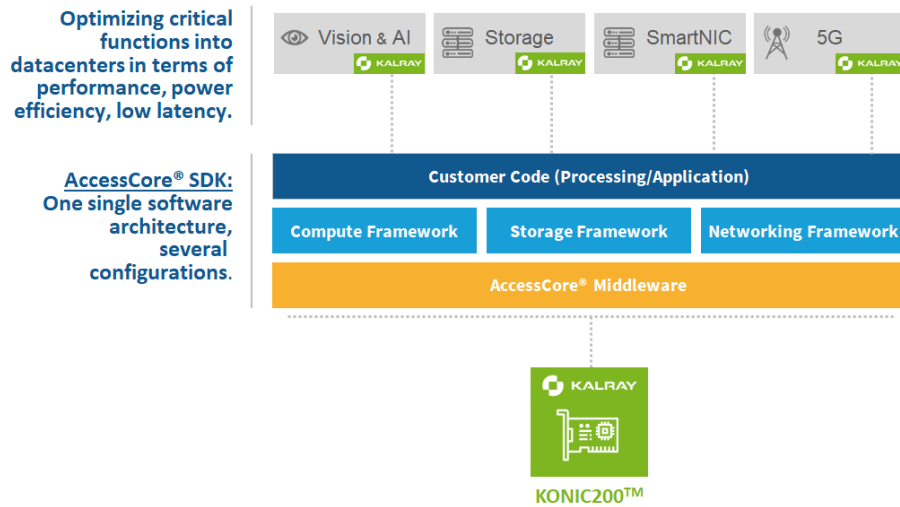 Optimizing critical
functions into
datacenters in terms of
performance, power
efficiency, low latency.
Vision & AI
KALRAY
Storage
KALRAY
SmartNIC
KALRAY
5G
KALRAY
AccessCore® SDK:
One single software
architecture,
several
configurations.
Customer Code (Processing/Application)
Compute Framework
Storage Framework
Networking Framework
AccessCore® Middleware
KALRAY
KONIC200™